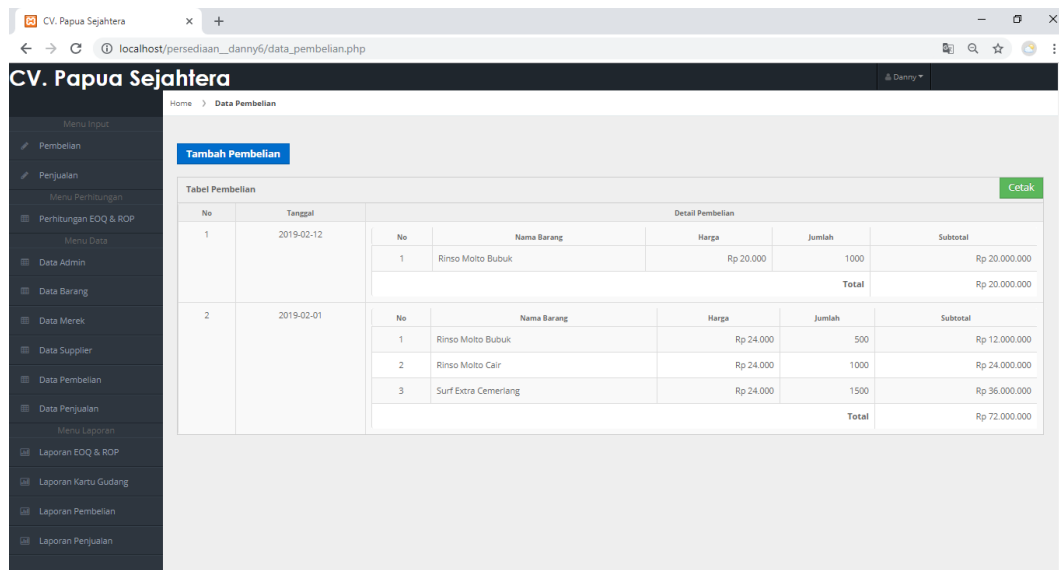 CV. Papua Sejahtera
localhost/persediaan__danny6/data_pembelian.php
CV. Papua Sejahtera
Danny
Home > Data Pembelian
Menu Input
Pembelian
Penjualan
Menu Perhitungan
Perhitungan EOQ & ROP
Menu Data
Data Admin
Data Barang
Data Merek
Data Supplier
Data Pembelian
Data Penjualan
Menu Laporan
Laporan EOQ & ROP
Laporan Kartu Gudang
Laporan Pembelian
Laporan Penjualan
Tambah Pembelian
Tabel Pembelian Cetak
No Tanggal Detail Pembelian
1 2019-02-12
No Nama Barang Harga Jumlah Subtotal
1 Rinso Molto Bubuk Rp 20.000 1000 Rp 20.000.000
Total Rp 20.000.000
2 2019-02-01
No Nama Barang Harga Jumlah Subtotal
1 Rinso Molto Bubuk Rp 24.000 500 Rp 12.000.000
2 Rinso Molto Cair Rp 24.000 1000 Rp 24.000.000
3 Surf Extra Cemerlang Rp 24.000 1500 Rp 36.000.000
Total Rp 72.000.000